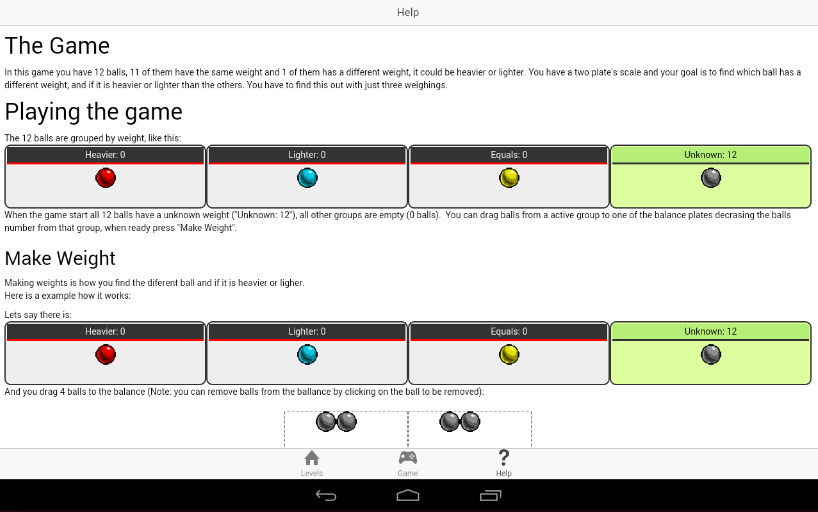 Help
The Game
In this game you have 12 balls, 11 of them have the same weight and 1 of them has a different weight, it could be heavier or lighter. You have a two plate's scale and your goal is to find which ball has a
different weight, and if it is heavier or lighter than the others. You have to find this out with just three weighings.
Playing the game
The 12 balls are grouped by weight, like this:
Heavier: 0 Lighter: 0 Equals: 0 Unknown: 12
When the game start all 12 balls have a unknown weight ("Unknown: 12"), all other groups are empty (0 balls). You can drag balls from a active group to one of the balance plates decrasing the balls
number from that group, when ready press "Make Weight".
Make Weight
Making weights is how you find the diferent ball and if it is heavier or ligher.
Here is a example how it works:
Lets say there is:
Heavier: 0 Lighter: 0 Equals: 0 Unknown: 12
And you drag 4 balls to the balance (Note: you can remove balls from the ballance by clicking on the ball to be removed):
Levels Game Help